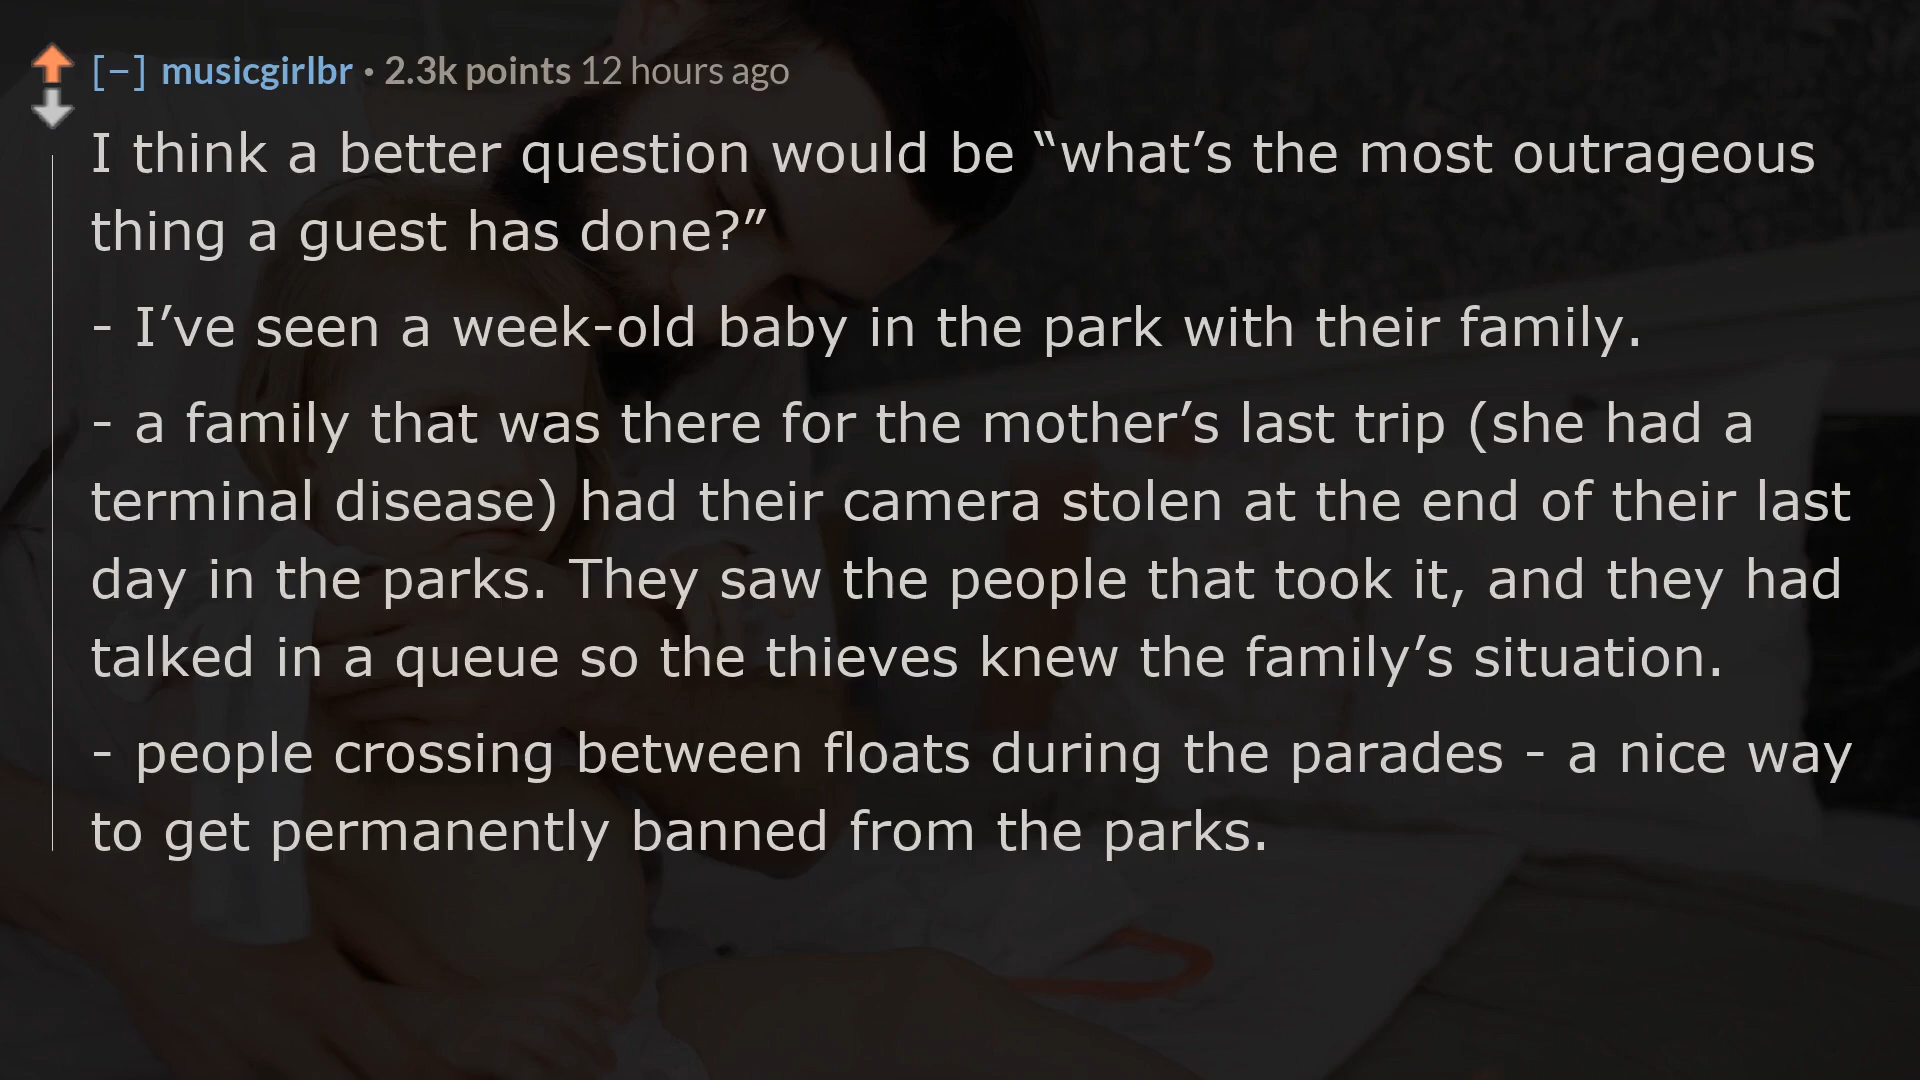 [–] musicgirlbr · 2.3k points 12 hours ago
I think a better question would be “what’s the most outrageous
thing a guest has done?”
- I’ve seen a week-old baby in the park with their family.
- a family that was there for the mother’s last trip (she had a
terminal disease) had their camera stolen at the end of their last
day in the parks. They saw the people that took it, and they had
talked in a queue so the thieves knew the family’s situation.
- people crossing between floats during the parades - a nice way
to get permanently banned from the parks.